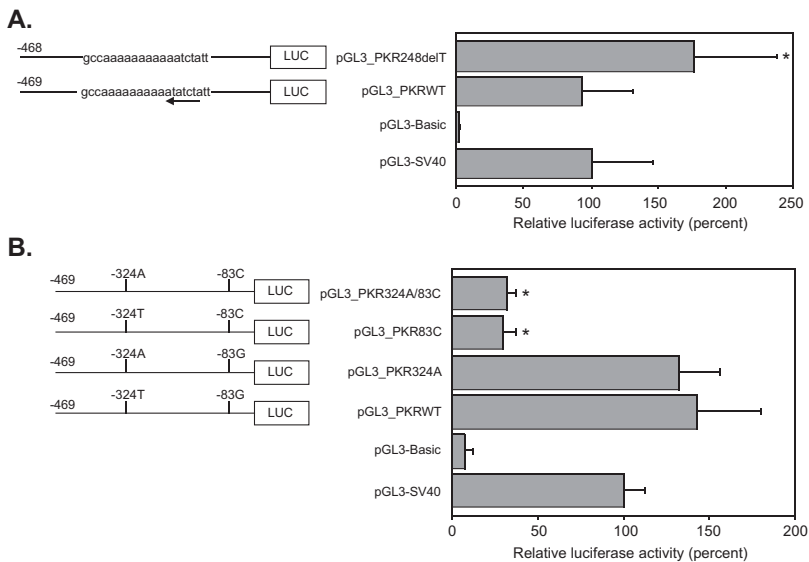 A.
-468
gccaaaaaaaaaaatctatt
LUC
pGL3_PKR248delT
*
-469
gccaaaaaaaaaatatctatt
LUC
pGL3_PKRWT
pGL3-Basic
pGL3-SV40
0 50 100 150 200 250
Relative luciferase activity (percent)
B.
-469 -324A -83C
LUC
pGL3_PKR324A/83C
*
-469 -324T -83C
LUC
pGL3_PKR83C
*
-469 -324A -83G
LUC
pGL3_PKR324A
-469 -324T -83G
LUC
pGL3_PKRWT
pGL3-Basic
pGL3-SV40
0 50 100 150 200
Relative luciferase activity (percent)